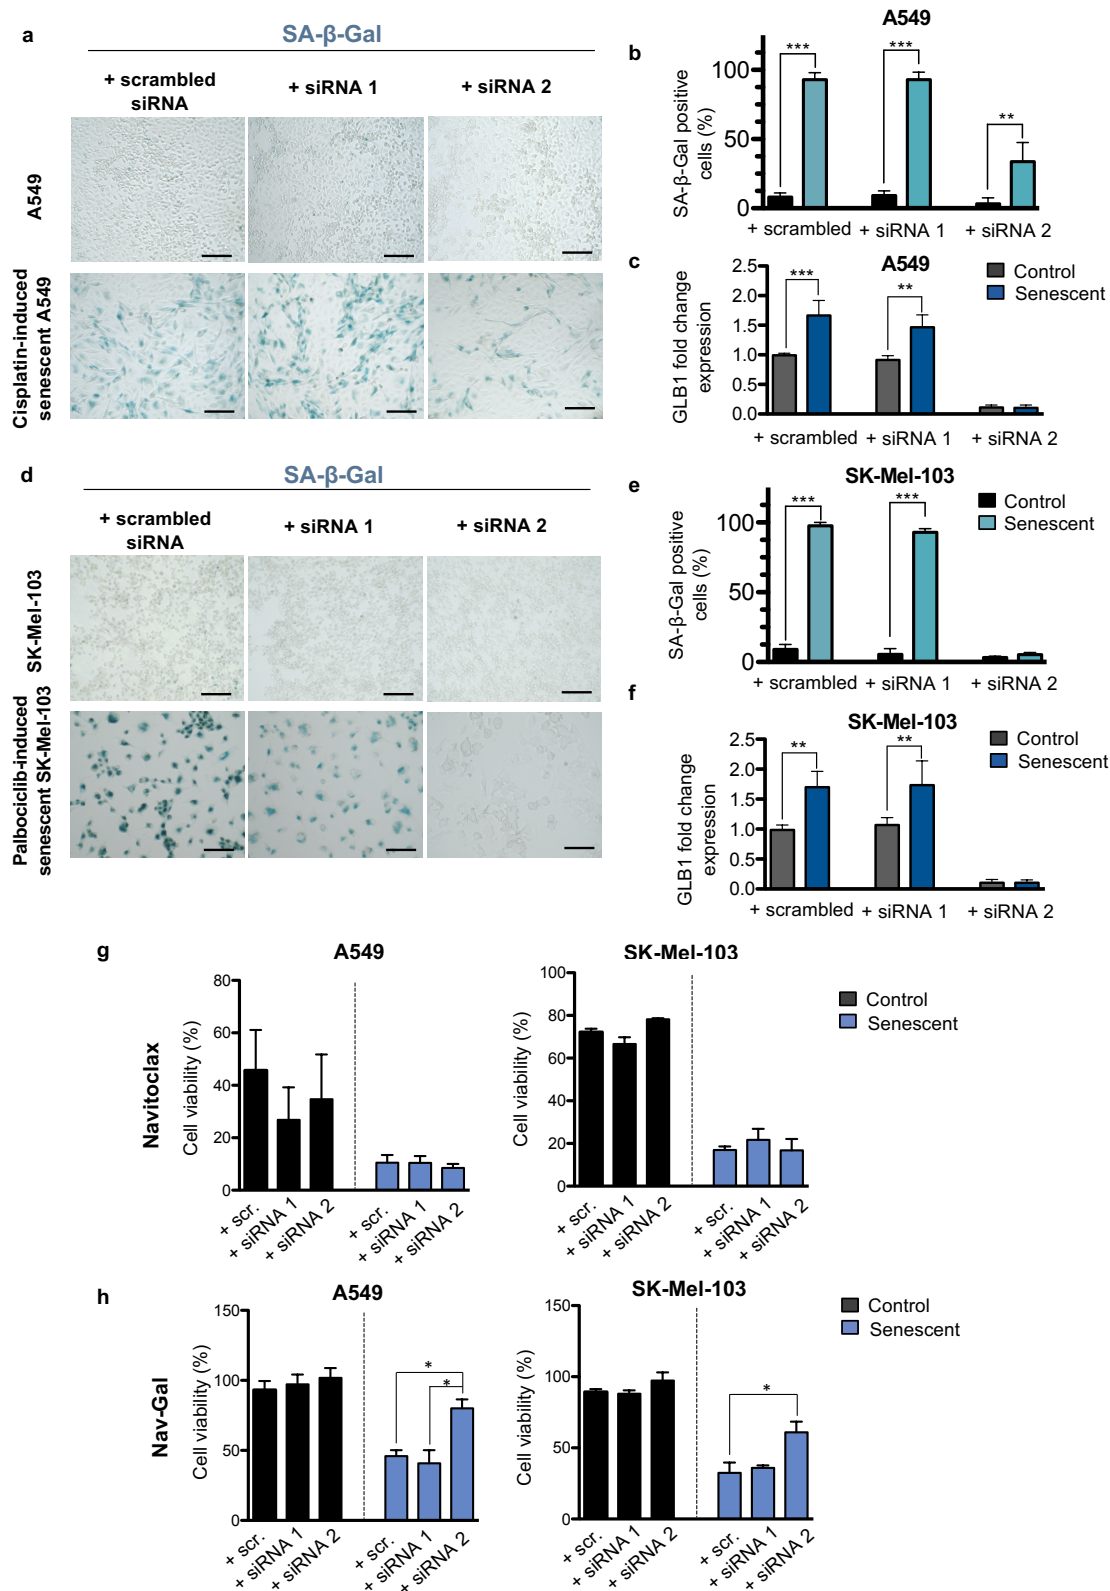 a
SA-β-Gal
+ scrambled
siRNA
+ siRNA 1
+ siRNA 2
A549
Cisplatin-induced
senescent A549
b
A549
SA-β-Gal positive
cells (%)
100
50
0
***
***
**
+ scrambled
+ siRNA 1
+ siRNA 2
c
A549
GLB1 fold change
expression
2.5
2.0
1.5
1.0
0.5
0.0
***
**
Control
Senescent
+ scrambled
+ siRNA 1
+ siRNA 2
d
SA-β-Gal
+ scrambled
siRNA
+ siRNA 1
+ siRNA 2
SK-Mel-103
Palbociclib-induced
senescent SK-Mel-103
e
SK-Mel-103
SA-β-Gal positive
cells (%)
100
50
0
***
***
Control
Senescent
+ scrambled
+ siRNA 1
+ siRNA 2
f
SK-Mel-103
GLB1 fold change
expression
2.5
2.0
1.5
1.0
0.5
0.0
**
**
Control
Senescent
+ scrambled
+ siRNA 1
+ siRNA 2
g
Navitoclax
A549
Cell viability (%)
80
60
40
20
0
+ scr.
+ siRNA 1
+ siRNA 2
+ scr.
+ siRNA 1
+ siRNA 2
SK-Mel-103
Cell viability (%)
100
80
60
40
20
0
+ scr.
+ siRNA 1
+ siRNA 2
+ scr.
+ siRNA 1
+ siRNA 2
Control
Senescent
h
Nav-Gal
A549
Cell viability (%)
150
100
50
0
*
*
+ scr.
+ siRNA 1
+ siRNA 2
+ scr.
+ siRNA 1
+ siRNA 2
SK-Mel-103
Cell viability (%)
150
100
50
0
*
+ scr.
+ siRNA 1
+ siRNA 2
+ scr.
+ siRNA 1
+ siRNA 2
Control
Senescent